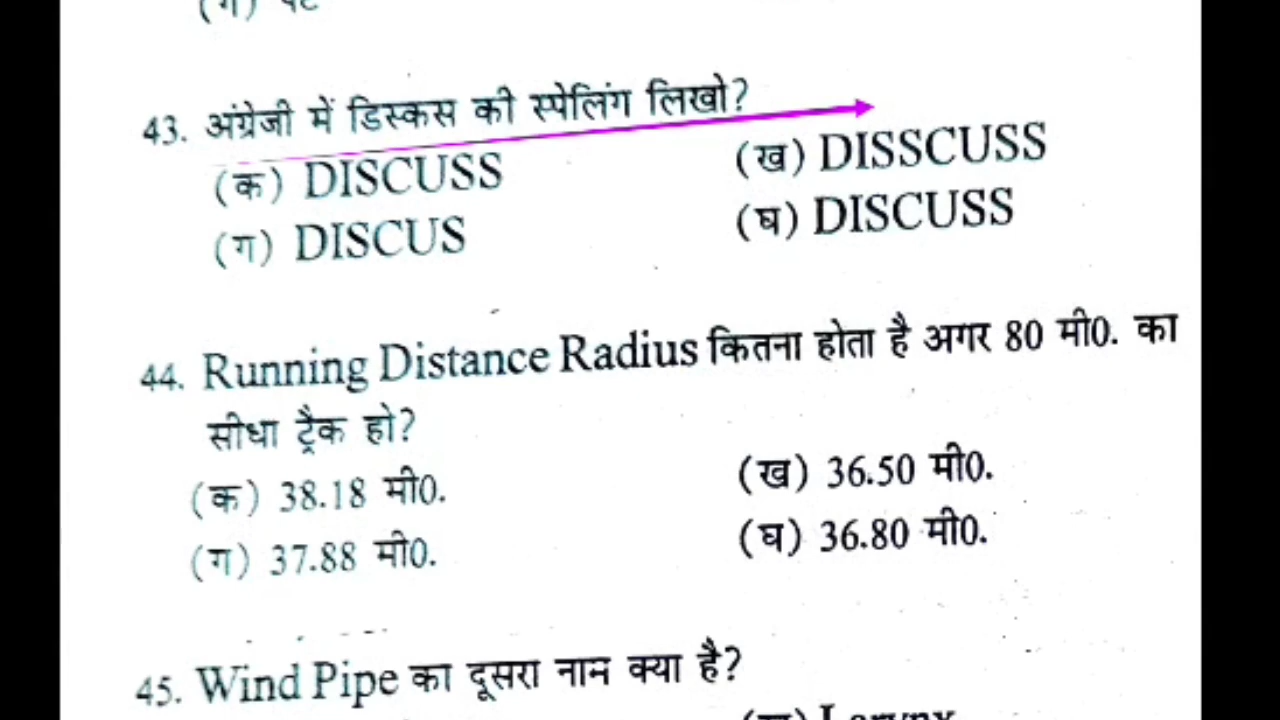 43. अंग्रेजी में डिस्कस की स्पेलिंग लिखो?
(क) DISCUSS (ख) DISSCUSS
(ग) DISCUS (घ) DISCUSS
44. Running Distance Radius कितना होता है अगर 80 मी0. का
सीधा ट्रैक हो?
(क) 38.18 मी0. (ख) 36.50 मी0.
(ग) 37.88 मी0. (घ) 36.80 मी0.
45. Wind Pipe का दूसरा नाम क्या है?